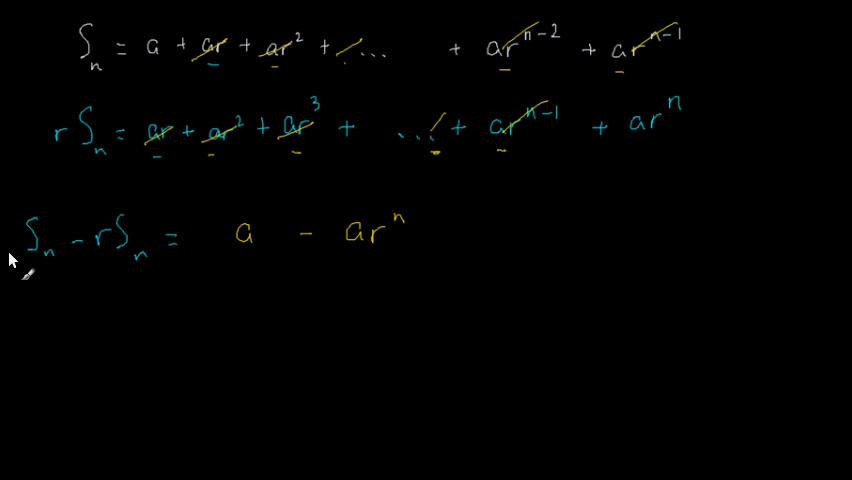 Sₙ = a + ar + ar² + ... + arⁿ⁻² + arⁿ⁻¹
rSₙ = ar + ar² + ar³ + ... + arⁿ⁻¹ + arⁿ
Sₙ - rSₙ = a - arⁿ